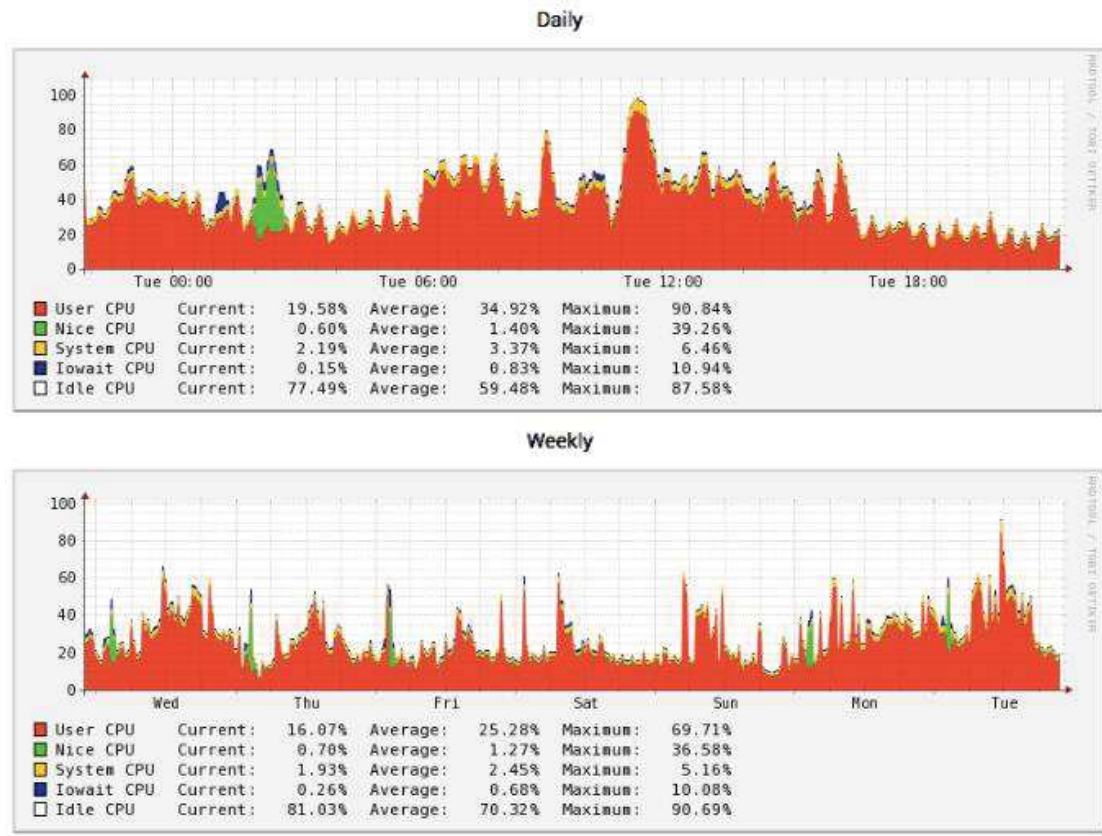 Daily
RRDTOOL / TOBI OETIKER
100
80
60
40
20
0
Tue 00:00 Tue 06:00 Tue 12:00 Tue 18:00
User CPU Current: 19.58% Average: 34.92% Maximum: 90.84%
Nice CPU Current: 0.60% Average: 1.40% Maximum: 39.26%
System CPU Current: 2.19% Average: 3.37% Maximum: 6.46%
Iowait CPU Current: 0.15% Average: 0.83% Maximum: 10.94%
Idle CPU Current: 77.49% Average: 59.48% Maximum: 87.58%
Weekly
RRDTOOL / TOBI OETIKER
100
80
60
40
20
0
Wed Thu Fri Sat Sun Mon Tue
User CPU Current: 16.07% Average: 25.28% Maximum: 69.71%
Nice CPU Current: 0.70% Average: 1.27% Maximum: 36.58%
System CPU Current: 1.93% Average: 2.45% Maximum: 5.16%
Iowait CPU Current: 0.26% Average: 0.68% Maximum: 10.08%
Idle CPU Current: 81.03% Average: 70.32% Maximum: 90.69%